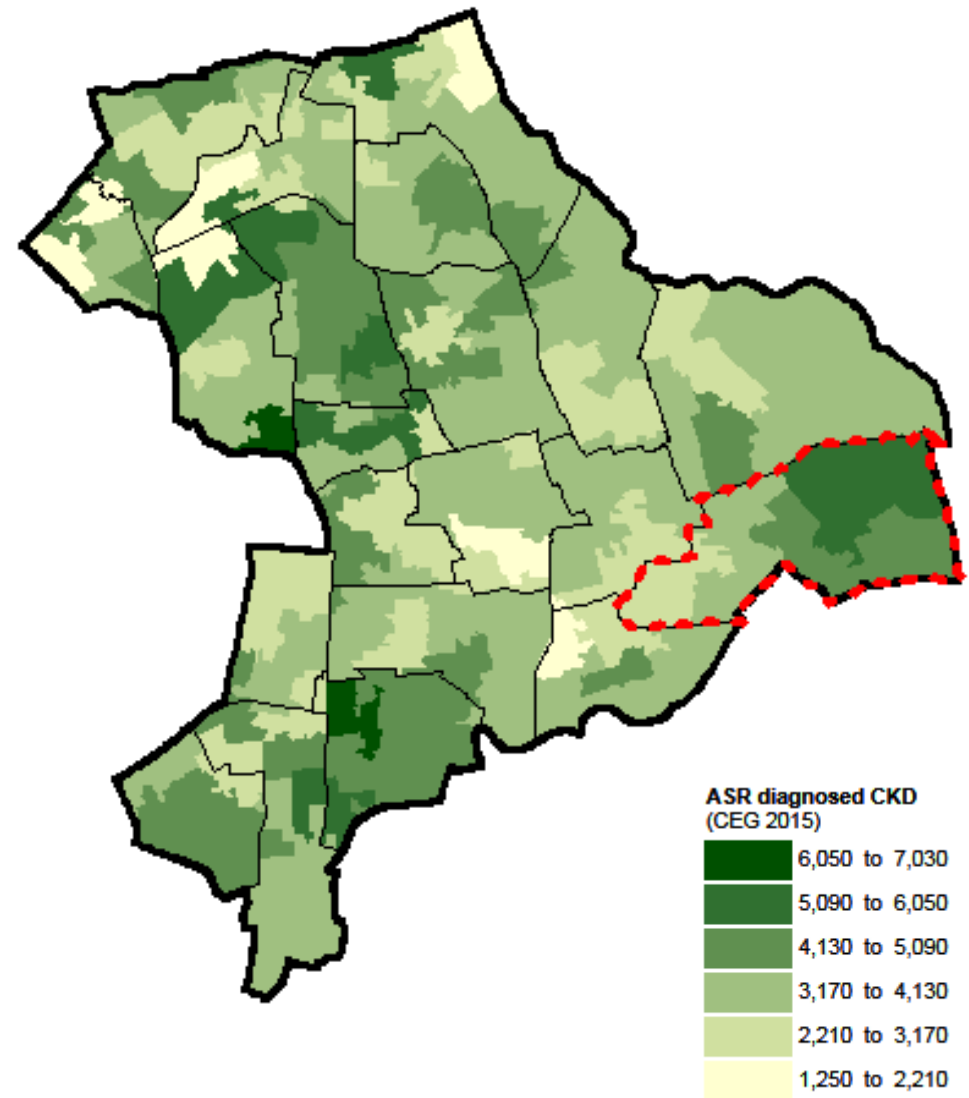 ASR diagnosed CKD
(CEG 2015)
6,050 to 7,030
5,090 to 6,050
4,130 to 5,090
3,170 to 4,130
2,210 to 3,170
1,250 to 2,210